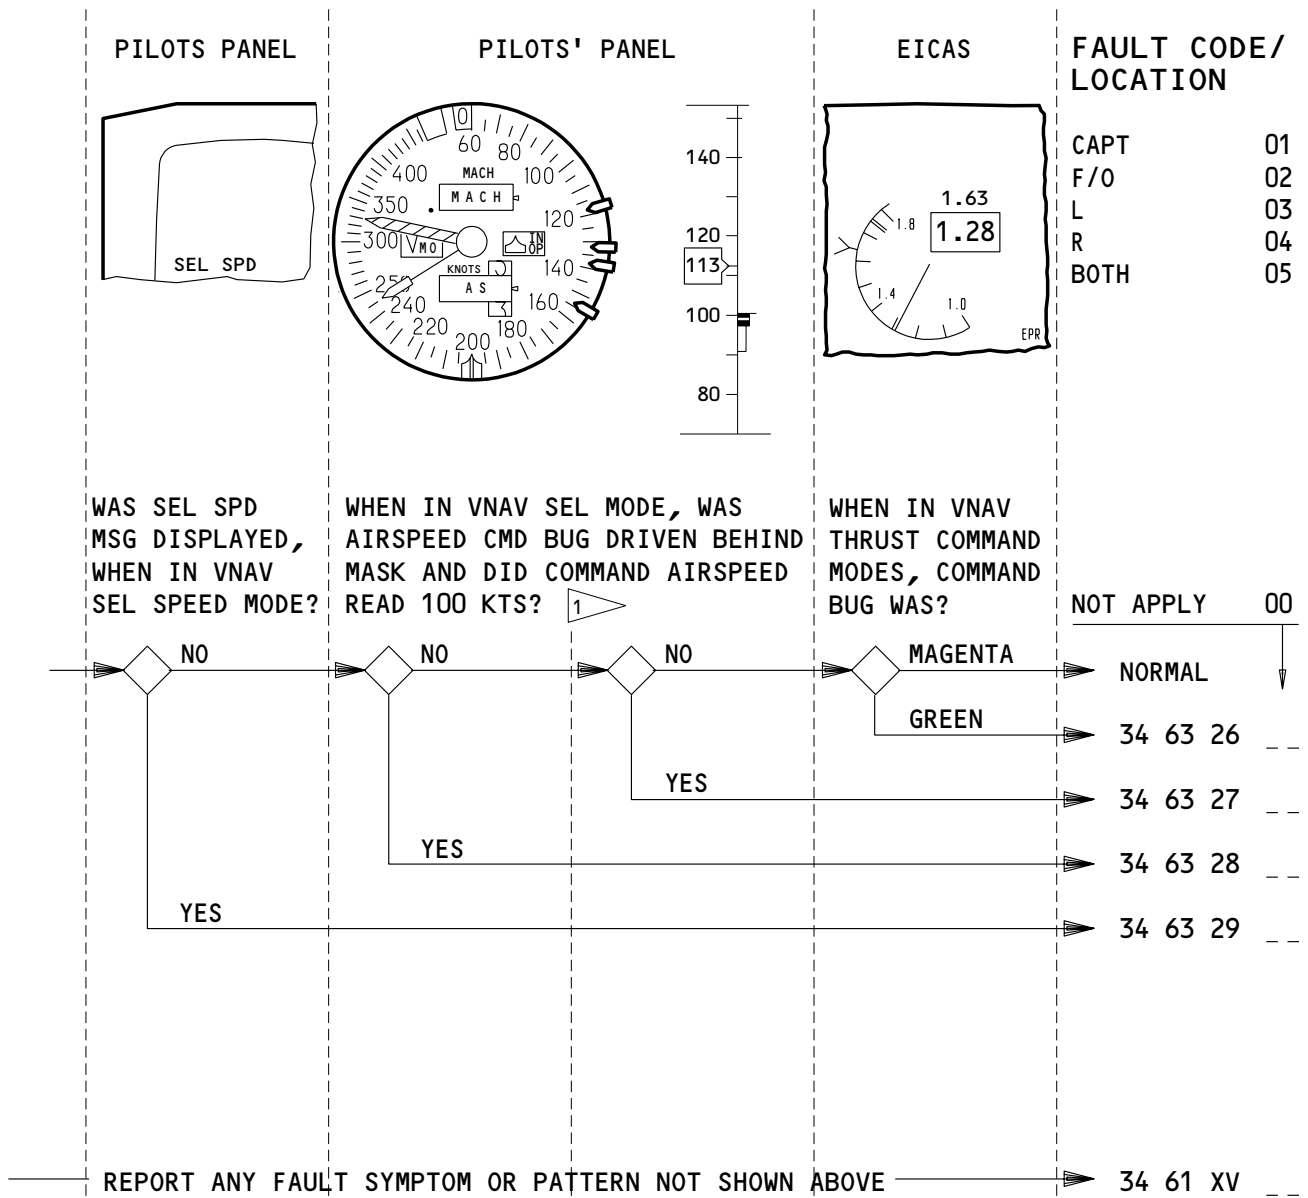 PILOTS PANEL
PILOTS' PANEL
EICAS
FAULT CODE/
LOCATION
CAPT 01
F/O 02
L 03
R 04
BOTH 05
SEL SPD
0
60
80
100
120
140
160
180
200
220
240
250
300
350
400
MACH
MACH
VMO
IN
OP
KNOTS
AS
3
3
140
120
113
100
80
1.63
1.28
1.8
1.4
1.0
EPR
WAS SEL SPD
MSG DISPLAYED,
WHEN IN VNAV
SEL SPEED MODE?
WHEN IN VNAV SEL MODE, WAS
AIRSPEED CMD BUG DRIVEN BEHIND
MASK AND DID COMMAND AIRSPEED
READ 100 KTS? 1
WHEN IN VNAV
THRUST COMMAND
MODES, COMMAND
BUG WAS?
NOT APPLY 00
NO
NO
NO
MAGENTA
NORMAL
GREEN
34 63 26 _ _
YES
34 63 27 _ _
YES
34 63 28 _ _
YES
34 63 29 _ _
REPORT ANY FAULT SYMPTOM OR PATTERN NOT SHOWN ABOVE
34 61 XV _ _